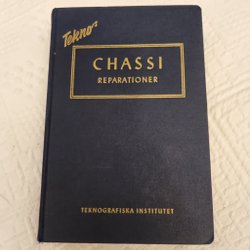 Tekno's
CHASSI
REPARATIONER
TEKNOGRAFISKA INSTITUTET